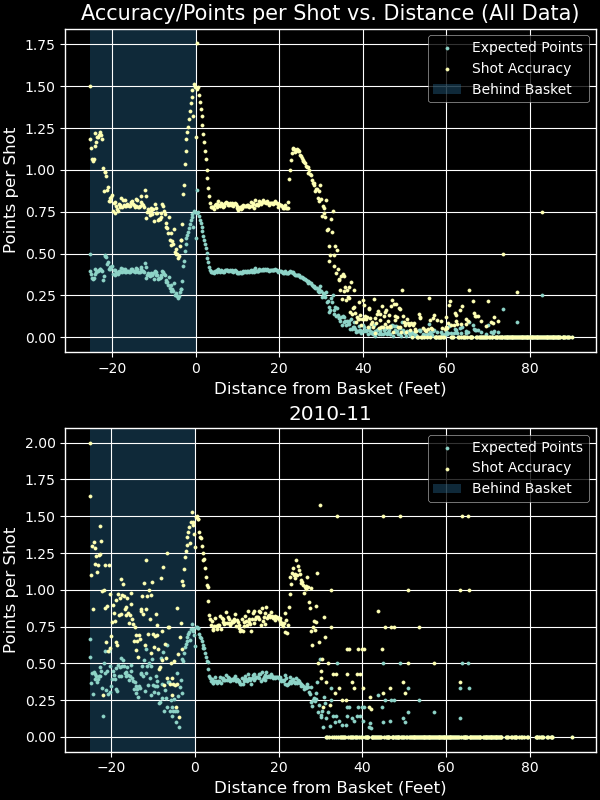 Accuracy/Points per Shot vs. Distance (All Data)
Expected Points
Shot Accuracy
Behind Basket
Points per Shot
1.75
1.50
1.25
1.00
0.75
0.50
0.25
0.00
−20 0 20 40 60 80
Distance from Basket (Feet)
2010-11
Expected Points
Shot Accuracy
Behind Basket
Points per Shot
2.00
1.75
1.50
1.25
1.00
0.75
0.50
0.25
0.00
−20 0 20 40 60 80
Distance from Basket (Feet)